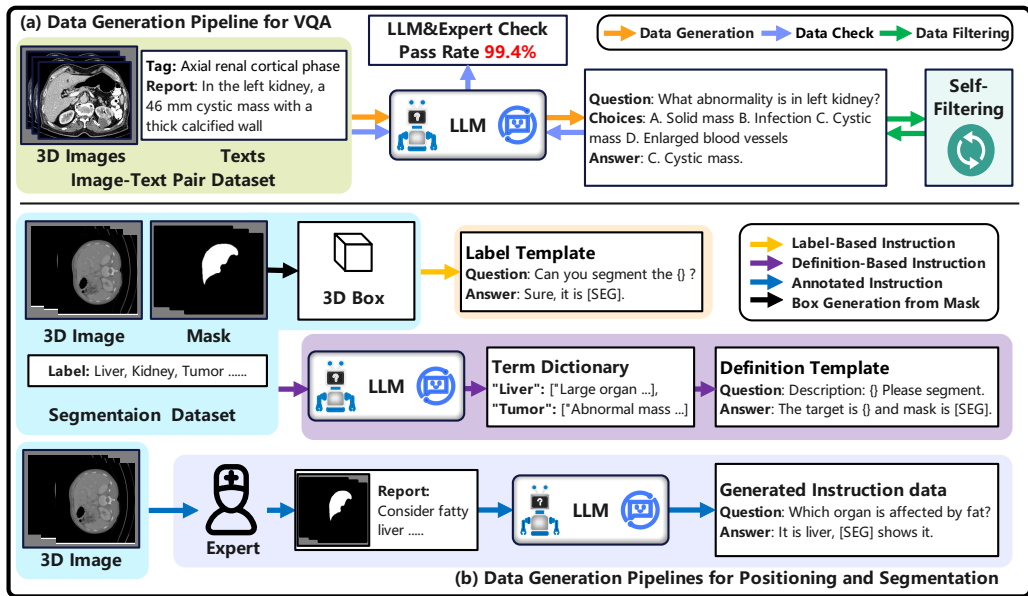 (a) Data Generation Pipeline for VQA
LLM&Expert Check
Pass Rate 99.4%
Data Generation
Data Check
Data Filtering
Tag: Axial renal cortical phase
Report: In the left kidney, a
46 mm cystic mass with a
thick calcified wall
3D Images
Texts
Image-Text Pair Dataset
LLM
Question: What abnormality is in left kidney?
Choices: A. Solid mass B. Infection C. Cystic
mass D. Enlarged blood vessels
Answer: C. Cystic mass.
Self-
Filtering
3D Image
Mask
3D Box
Label Template
Question: Can you segment the {} ?
Answer: Sure, it is [SEG].
Label-Based Instruction
Definition-Based Instruction
Annotated Instruction
Box Generation from Mask
Label: Liver, Kidney, Tumor ......
Segmentaion Dataset
LLM
Term Dictionary
"Liver": ["Large organ ...],
"Tumor": ["Abnormal mass ...]
Definition Template
Question: Description: {} Please segment.
Answer: The target is {} and mask is [SEG].
3D Image
Expert
Report:
Consider fatty
liver .....
LLM
Generated Instruction data
Question: Which organ is affected by fat?
Answer: It is liver, [SEG] shows it.
(b) Data Generation Pipelines for Positioning and Segmentation